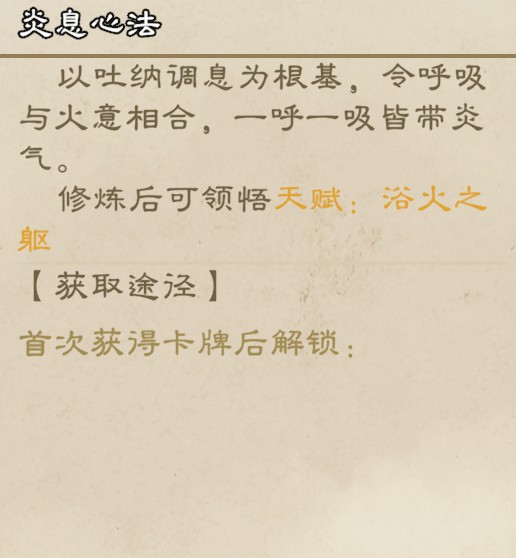 炎息心法
以吐纳调息为根基，令呼吸
与火意相合，一呼一吸皆带炎
气。
修炼后可领悟天赋：浴火之
躯
【获取途径】
首次获得卡牌后解锁：